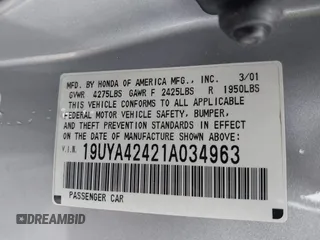 MFD. BY HONDA OF AMERICA MFG., INC. 3/01
GVWR 4275LBS GAWR F 2425LBS R 1950LBS
THIS VEHICLE CONFORMS TO ALL APPLICABLE
FEDERAL MOTOR VEHICLE SAFETY, BUMPER,
AND THEFT PREVENTION STANDARDS IN EFFECT
ON THE DATE OF MANUFACTURE SHOWN ABOVE.
V.I.N. 19UYA42421A034963
PASSENGER CAR
DREAMBID